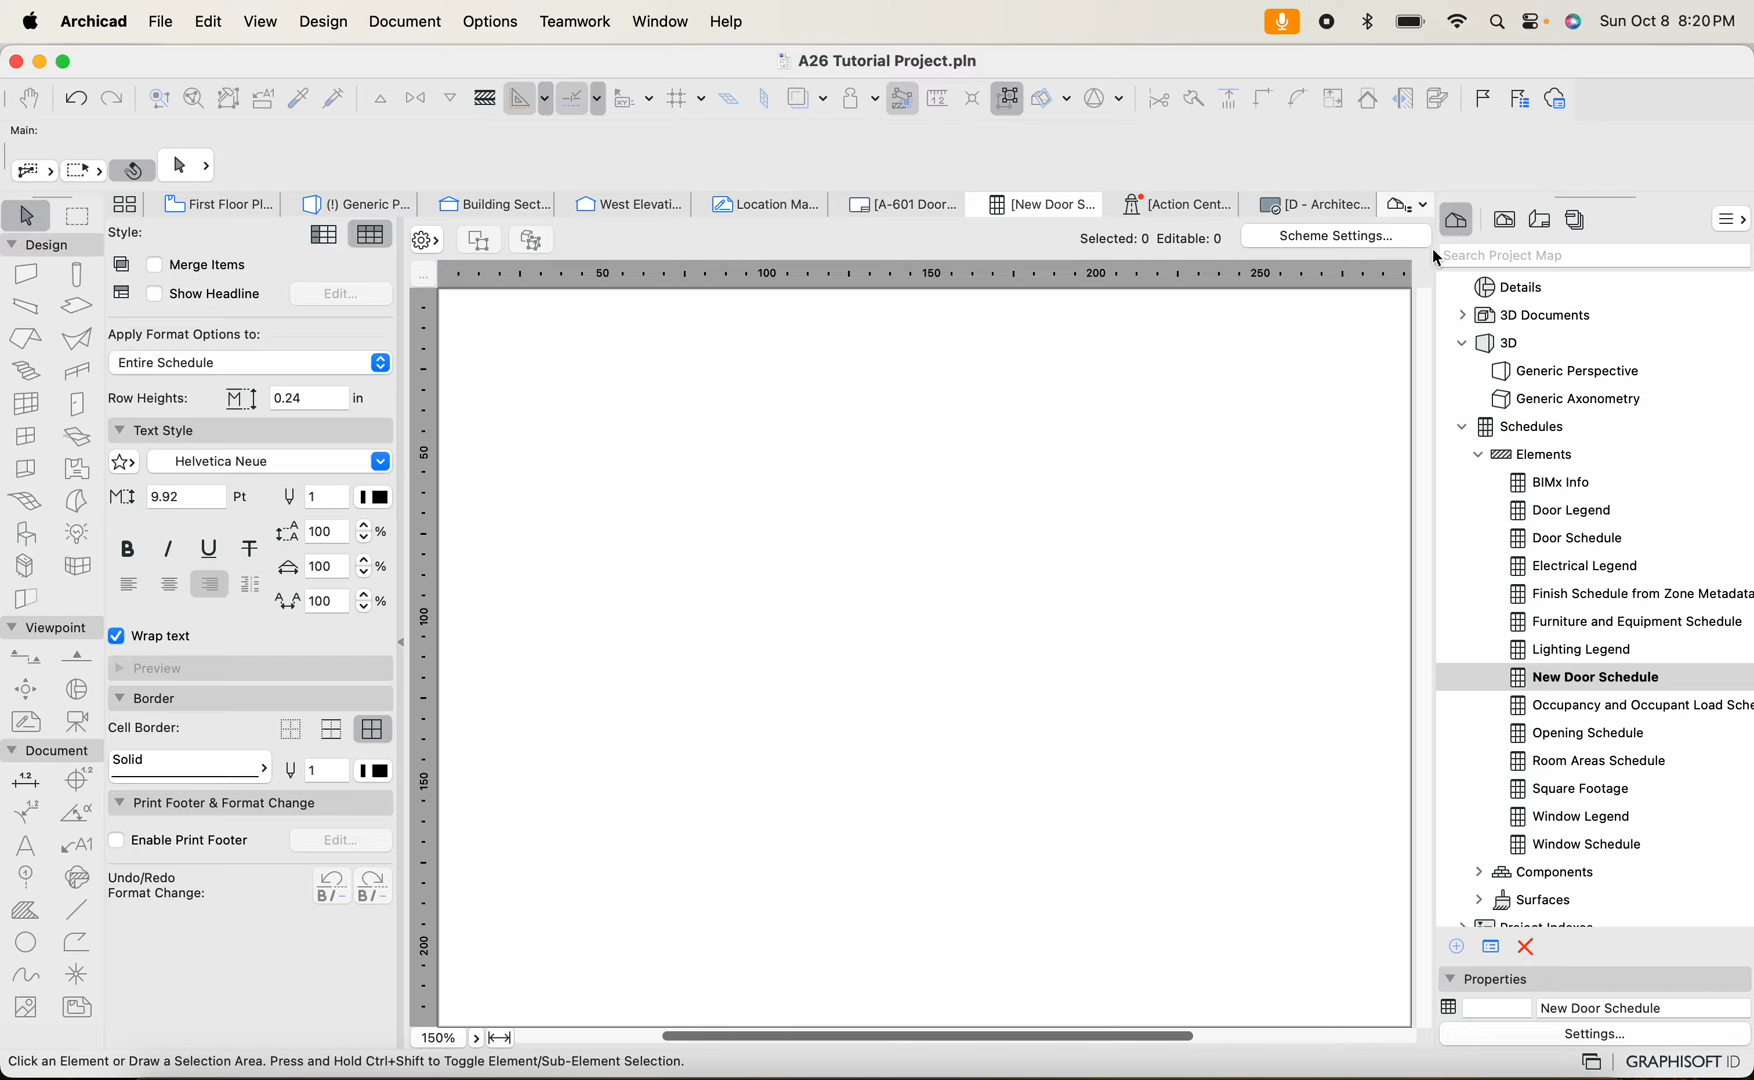 Archicad File Edit View Design Document Options Teamwork Window Help Sun Oct 8 8:20 PM
A26 Tutorial Project.pln
Main:
First Floor Pl... (!) Generic P... Building Sect... West Elevati... Location Ma... [A-601 Door... [New Door S... [Action Cent... [D - Architec...
Style:
Selected: 0 Editable: 0 Scheme Settings...
Search Project Map
Design
Merge Items
Show Headline Edit...
Apply Format Options to:
Entire Schedule
Row Heights: 0.24 in
Text Style
Helvetica Neue
9.92 Pt 1
100 %
100 %
100 %
Wrap text
Preview
Border
Cell Border:
Solid 1
Print Footer & Format Change
Enable Print Footer Edit...
Undo/Redo
Format Change:
Viewpoint
Document
50 100 150 200 250
50
100
150
200
Details
3D Documents
3D
Generic Perspective
Generic Axonometry
Schedules
Elements
BIMx Info
Door Legend
Door Schedule
Electrical Legend
Finish Schedule from Zone Metadata
Furniture and Equipment Schedule
Lighting Legend
New Door Schedule
Occupancy and Occupant Load Sche
Opening Schedule
Room Areas Schedule
Square Footage
Window Legend
Window Schedule
Components
Surfaces
Project Indexes
Properties
New Door Schedule
Settings...
150%
Click an Element or Draw a Selection Area. Press and Hold Ctrl+Shift to Toggle Element/Sub-Element Selection.
GRAPHISOFT ID